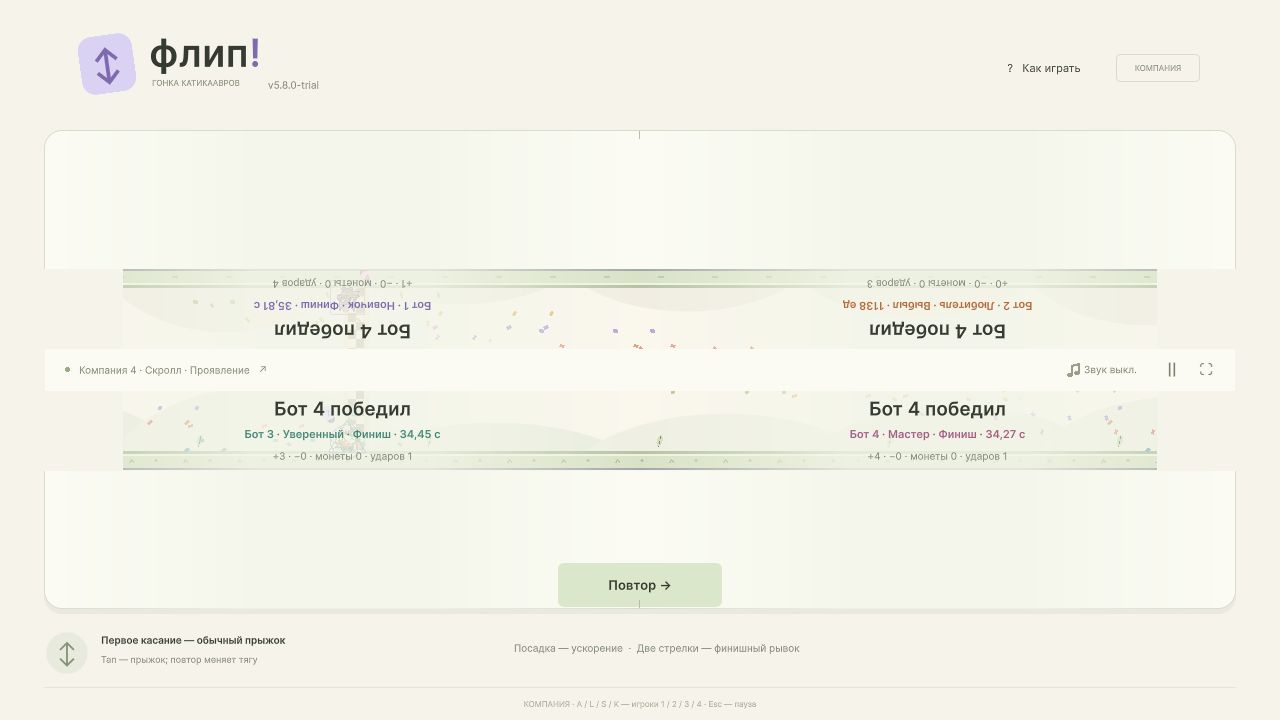 флип!
ГОНКА КАТИКААВРОВ
v5.8.0-trial
? Как играть
КОМПАНИЯ
+1 · −0 · монеты 0 · ударов 4
Бот 1 · Новичок · Финиш · 35,81 с
Бот 4 победил
+0 · −0 · монеты 0 · ударов 3
Бот 2 · Любитель · Выбыл · 1138 ед
Бот 4 победил
Компания 4 · Скролл · Проявление ↗
Звук выкл.
Бот 4 победил
Бот 3 · Уверенный · Финиш · 34,45 с
+3 · −0 · монеты 0 · ударов 1
Бот 4 победил
Бот 4 · Мастер · Финиш · 34,27 с
+4 · −0 · монеты 0 · ударов 1
Повтор →
Первое касание — обычный прыжок
Тап — прыжок; повтор меняет тягу
Посадка — ускорение · Две стрелки — финишный рывок
КОМПАНИЯ · A / L / S / K — игроки 1 / 2 / 3 / 4 · Esc — пауза